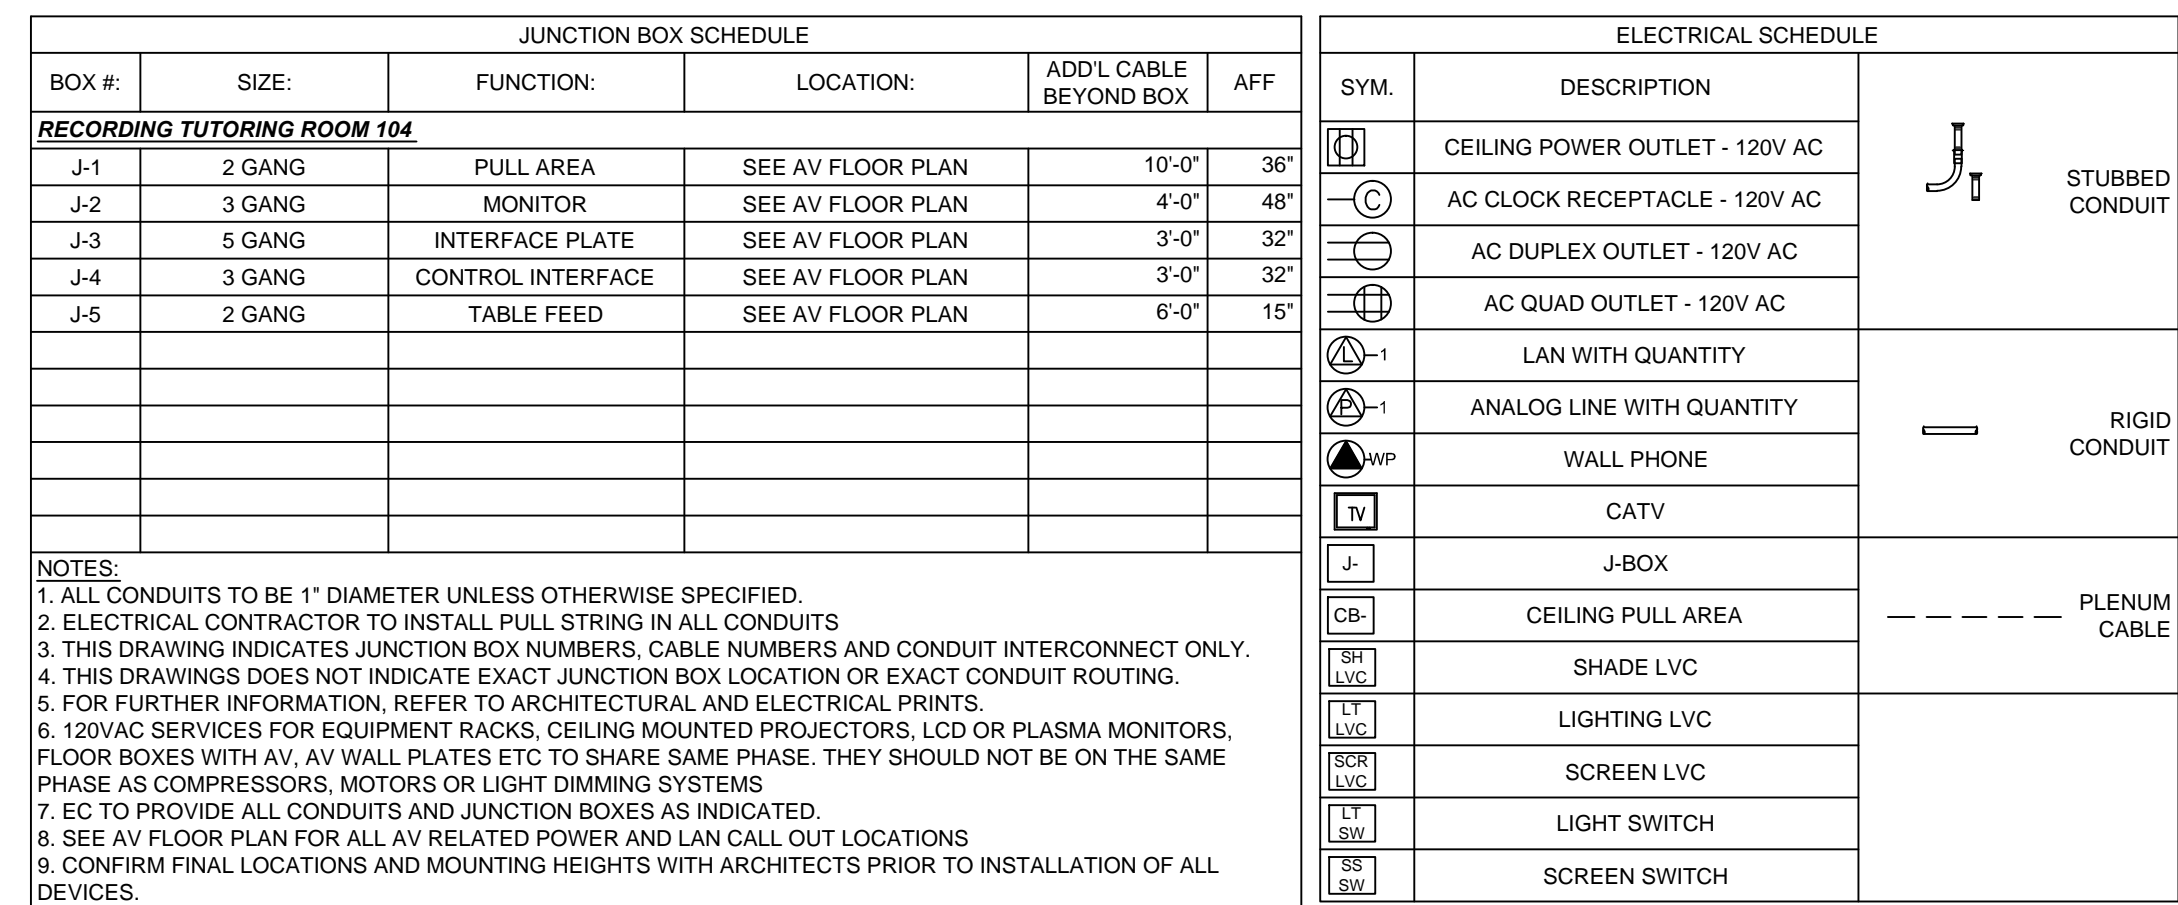 JUNCTION BOX SCHEDULE
BOX #: SIZE: FUNCTION: LOCATION: ADD'L CABLE BEYOND BOX AFF
RECORDING TUTORING ROOM 104
J-1 2 GANG PULL AREA SEE AV FLOOR PLAN 10'-0" 36"
J-2 3 GANG MONITOR SEE AV FLOOR PLAN 4'-0" 48"
J-3 5 GANG INTERFACE PLATE SEE AV FLOOR PLAN 3'-0" 32"
J-4 3 GANG CONTROL INTERFACE SEE AV FLOOR PLAN 3'-0" 32"
J-5 2 GANG TABLE FEED SEE AV FLOOR PLAN 6'-0" 15"
NOTES:
1. ALL CONDUITS TO BE 1" DIAMETER UNLESS OTHERWISE SPECIFIED.
2. ELECTRICAL CONTRACTOR TO INSTALL PULL STRING IN ALL CONDUITS
3. THIS DRAWING INDICATES JUNCTION BOX NUMBERS, CABLE NUMBERS AND CONDUIT INTERCONNECT ONLY.
4. THIS DRAWINGS DOES NOT INDICATE EXACT JUNCTION BOX LOCATION OR EXACT CONDUIT ROUTING.
5. FOR FURTHER INFORMATION, REFER TO ARCHITECTURAL AND ELECTRICAL PRINTS.
6. 120VAC SERVICES FOR EQUIPMENT RACKS, CEILING MOUNTED PROJECTORS, LCD OR PLASMA MONITORS,
FLOOR BOXES WITH AV, AV WALL PLATES ETC TO SHARE SAME PHASE. THEY SHOULD NOT BE ON THE SAME
PHASE AS COMPRESSORS, MOTORS OR LIGHT DIMMING SYSTEMS
7. EC TO PROVIDE ALL CONDUITS AND JUNCTION BOXES AS INDICATED.
8. SEE AV FLOOR PLAN FOR ALL AV RELATED POWER AND LAN CALL OUT LOCATIONS
9. CONFIRM FINAL LOCATIONS AND MOUNTING HEIGHTS WITH ARCHITECTS PRIOR TO INSTALLATION OF ALL
DEVICES.
ELECTRICAL SCHEDULE
SYM. DESCRIPTION
CEILING POWER OUTLET - 120V AC
C AC CLOCK RECEPTACLE - 120V AC
AC DUPLEX OUTLET - 120V AC
AC QUAD OUTLET - 120V AC
L 1 LAN WITH QUANTITY
P 1 ANALOG LINE WITH QUANTITY
WP WALL PHONE
TV CATV
J- J-BOX
CB- CEILING PULL AREA
SH LVC SHADE LVC
LT LVC LIGHTING LVC
SCR LVC SCREEN LVC
LT SW LIGHT SWITCH
SS SW SCREEN SWITCH
STUBBED
CONDUIT
RIGID
CONDUIT
PLENUM
CABLE